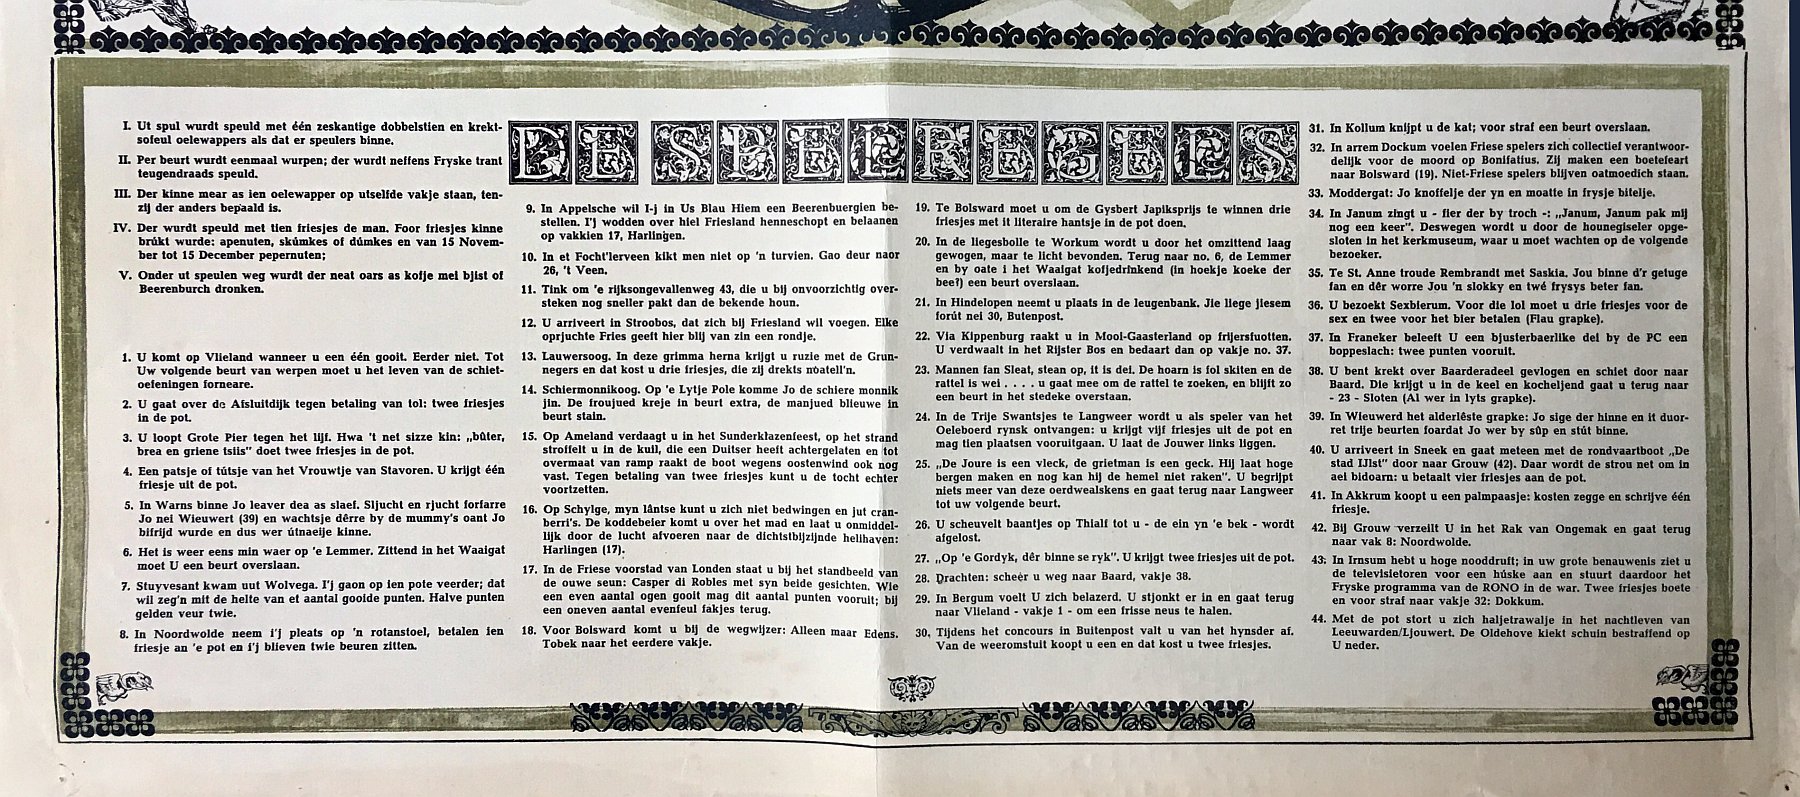 DE SPELREGELS
I. Ut spul wurdt speuld met één zeskantige dobbelstien en krekt-
sofeul oelewappers als dat er speulers binne.
II. Per beurt wurdt eenmaal wurpen; der wurdt neffens Fryske trant
teugendraads speuld.
III. Der kinne mear as ien oelewapper op utselfde vakje staan, ten-
zij der anders bepaald is.
IV. Der wurdt speuld met tien friesjes de man. Foor friesjes kinne
brúkt wurde: apenuten, skúmkes of dúmkes en van 15 Novem-
ber tot 15 December pepernuten;
V. Onder ut speulen weg wurdt der neat oars as kofje mei bjist of
Beerenburch dronken.
1. U komt op Vlieland wanneer u een één gooit. Eerder niet. Tot
Uw volgende beurt van werpen moet u het leven van de schiet-
oefeningen forneare.
2. U gaat over de Afsluitdijk tegen betaling van tol: twee friesjes
in de pot.
3. U loopt Grote Pier tegen het lijf. Hwa 't net sizze kin: „bûter,
brea en griene tsiis" doet twee friesjes in de pot.
4. Een patsje of tútsje van het Vrouwtje van Stavoren. U krijgt één
friesje uit de pot.
5. In Warns binne Jo leaver dea as slaef. Sljucht en rjucht forfarre
Jo nei Wieuwert (39) en wachtsje dêrre by de mummy's oant Jo
bifrijd wurde en dus wer útnaeije kinne.
6. Het is weer eens min waer op 'e Lemmer. Zittend in het Waaigat
moet U een beurt overslaan.
7. Stuyvesant kwam uut Wolvega. I'j gaon op ien pote veerder; dat
wil zeg'n mit de helte van et aantal gooide punten. Halve punten
gelden veur twie.
8. In Noordwolde neem i'j pleats op 'n rotanstoel, betalen ien
friesje an 'e pot en i'j blieven twie beuren zitten.
9. In Appelsche wil I-j in Us Blau Hiem een Beerenbuergien be-
stellen. I'j wodden over hiel Friesland henneschopt en belaanen
op vakkien 17, Harlingen.
10. In et Focht'lerveen kikt men niet op 'n turvien. Gao deur naor
26, 't Veen.
11. Tink om 'e rijksongevallenweg 43, die u bij onvoorzichtig over-
steken nog sneller pakt dan de bekende houn.
12. U arriveert in Stroobos, dat zich bij Friesland wil voegen. Elke
oprjuchte Fries geeft hier blij van zin een rondje.
13. Lauwersoog. In deze grimma herna krijgt u ruzie met de Grun-
negers en dat kost u drie friesjes, die zij drekts nóatell'n.
14. Schiermonnikoog. Op 'e Lytje Pole komme Jo de schiere monnik
jin. De froujued kreje in beurt extra, de manjued blieuwe in
beurt stain.
15. Op Ameland verdaagt u in het Sunderklazenfeest, op het strand
stroffelt u in de kuil, die een Duitser heeft achtergelaten en tot
overmaat van ramp raakt de boot wegens oostenwind ook nog
vast. Tegen betaling van twee friesjes kunt u de tocht echter
voortzetten.
16. Op Schylge, myn lântse kunt u zich niet bedwingen en jut cran-
berri's. De koddebeier komt u over het mad en laat u onmiddel-
lijk door de lucht afvoeren naar de dichtstbijzijnde helihaven:
Harlingen (17).
17. In de Friese voorstad van Londen staat u bij het standbeeld van
de ouwe seun: Casper di Robles met syn beide gesichten. Wie
een even aantal ogen gooit mag dit aantal punten vooruit; bij
een oneven aantal evenfeul fakjes terug.
18. Voor Bolsward komt u bij de wegwijzer: Alleen maar Edens.
Tobek naar het eerdere vakje.
19. Te Bolsward moet u om de Gysbert Japiksprijs te winnen drie
friesjes met it literaire hantsje in de pot doen.
20. In de liegesbolle te Workum wordt u door het omzittend laag
gewogen, maar te licht bevonden. Terug naar no. 6, de Lemmer
en by oate i het Waaigat kofjedrinkend (in hoekje koeke der
bee?) een beurt overslaan.
21. In Hindelopen neemt u plaats in de leugenbank. Jie liege jiesem
forút nei 30, Butenpost.
22. Via Kippenburg raakt u in Mooi-Gaasterland op frijersfuotten.
U verdwaalt in het Rijster Bos en bedaart dan op vakje no. 37.
23. Mannen fan Sleat, stean op, it is dei. De hoarn is fol skiten en de
rattel is wei . . . . u gaat mee om de rattel te zoeken, en blijft zo
een beurt in het stedeke overstaan.
24. In de Trije Swantsjes te Langweer wordt u als speler van het
Oeleboerd rynsk ontvangen: u krijgt vijf friesjes uit de pot en
mag tien plaatsen vooruitgaan. U laat de Jouwer links liggen.
25. „De Joure is een vleck, de grietman is een geck. Hij laat hoge
bergen maken en nog kan hij de hemel niet raken". U begrijpt
niets meer van deze oerdwealskens en gaat terug naar Langweer
tot uw volgende beurt.
26. U scheuvelt baantjes op Thialf tot u - de ein yn 'e bek - wordt
afgelost.
27. „Op 'e Gordyk, dêr binne se ryk". U krijgt twee friesjes uit de pot.
28. Drachten: scheer u weg naar Baard, vakje 38.
29. In Bergum voelt U zich belazerd. U stjonkt er in en gaat terug
naar Vlieland - vakje 1 - om een frisse neus te halen.
30. Tijdens het concours in Buitenpost valt u van het hynsder af.
Van de weeromstuit koopt u een en dat kost u twee friesjes.
31. In Kollum knijpt u de kat; voor straf een beurt overslaan.
32. In arrem Dockum voelen Friese spelers zich collectief verantwoor-
delijk voor de moord op Bonifatius. Zij maken een boetefeart
naar Bolsward (19). Niet-Friese spelers blijven oatmoedich staan.
33. Moddergat: Jo knoffelje der yn en moatte in frysje bitelje.
34. In Janum zingt u - fier der by troch -: „Janum, Janum pak mij
nog een keer". Deswegen wordt u door de hounegiseler opge-
sloten in het kerkmuseum, waar u moet wachten op de volgende
bezoeker.
35. Te St. Anne troude Rembrandt met Saskia. Jou binne d'r getuge
fan en dêr worre Jou 'n slokky en twé frysys beter fan.
36. U bezoekt Sexbierum. Voor die lol moet u drie friesjes voor de
sex en twee voor het bier betalen (Flau grapke).
37. In Franeker beleeft U een bjusterbaerlike dei by de PC een
boppeslach: twee punten vooruit.
38. U bent krekt over Baarderadeel gevlogen en schiet door naar
Baard. Die krijgt u in de keel en kocheljend gaat u terug naar
- 23 - Sloten (Al wer in lyts grapke).
39. In Wieuwerd het alderlêste grapke: Jo sige der hinne en it duor-
ret trije beurten foardat Jo wer by sûp en stút binne.
40. U arriveert in Sneek en gaat meteen met de rondvaartboot „De
stad IJlst" door naar Grouw (42). Daar wordt de strou net om in
aei bidoarn: u betaalt vier friesjes aan de pot.
41. In Akkrum koopt u een palmpaasje: kosten zegge en schrijve één
friesje.
42. Bij Grouw verzeilt U in het Rak van Ongemak en gaat terug
naar vak 8: Noordwolde.
43: In Irnsum hebt u hoge nooddruft; in uw grote benauwenis ziet u
de televisietoren voor een húske aan en stuurt daardoor het
Fryske programma van de RONO in de war. Twee friesjes boete
en voor straf naar vakje 32: Dokkum.
44. Met de pot stort u zich haljetrawalje in het nachtleven van
Leeuwarden/Ljouwert. De Oldehove kiekt schuin bestraffend op
U neder.